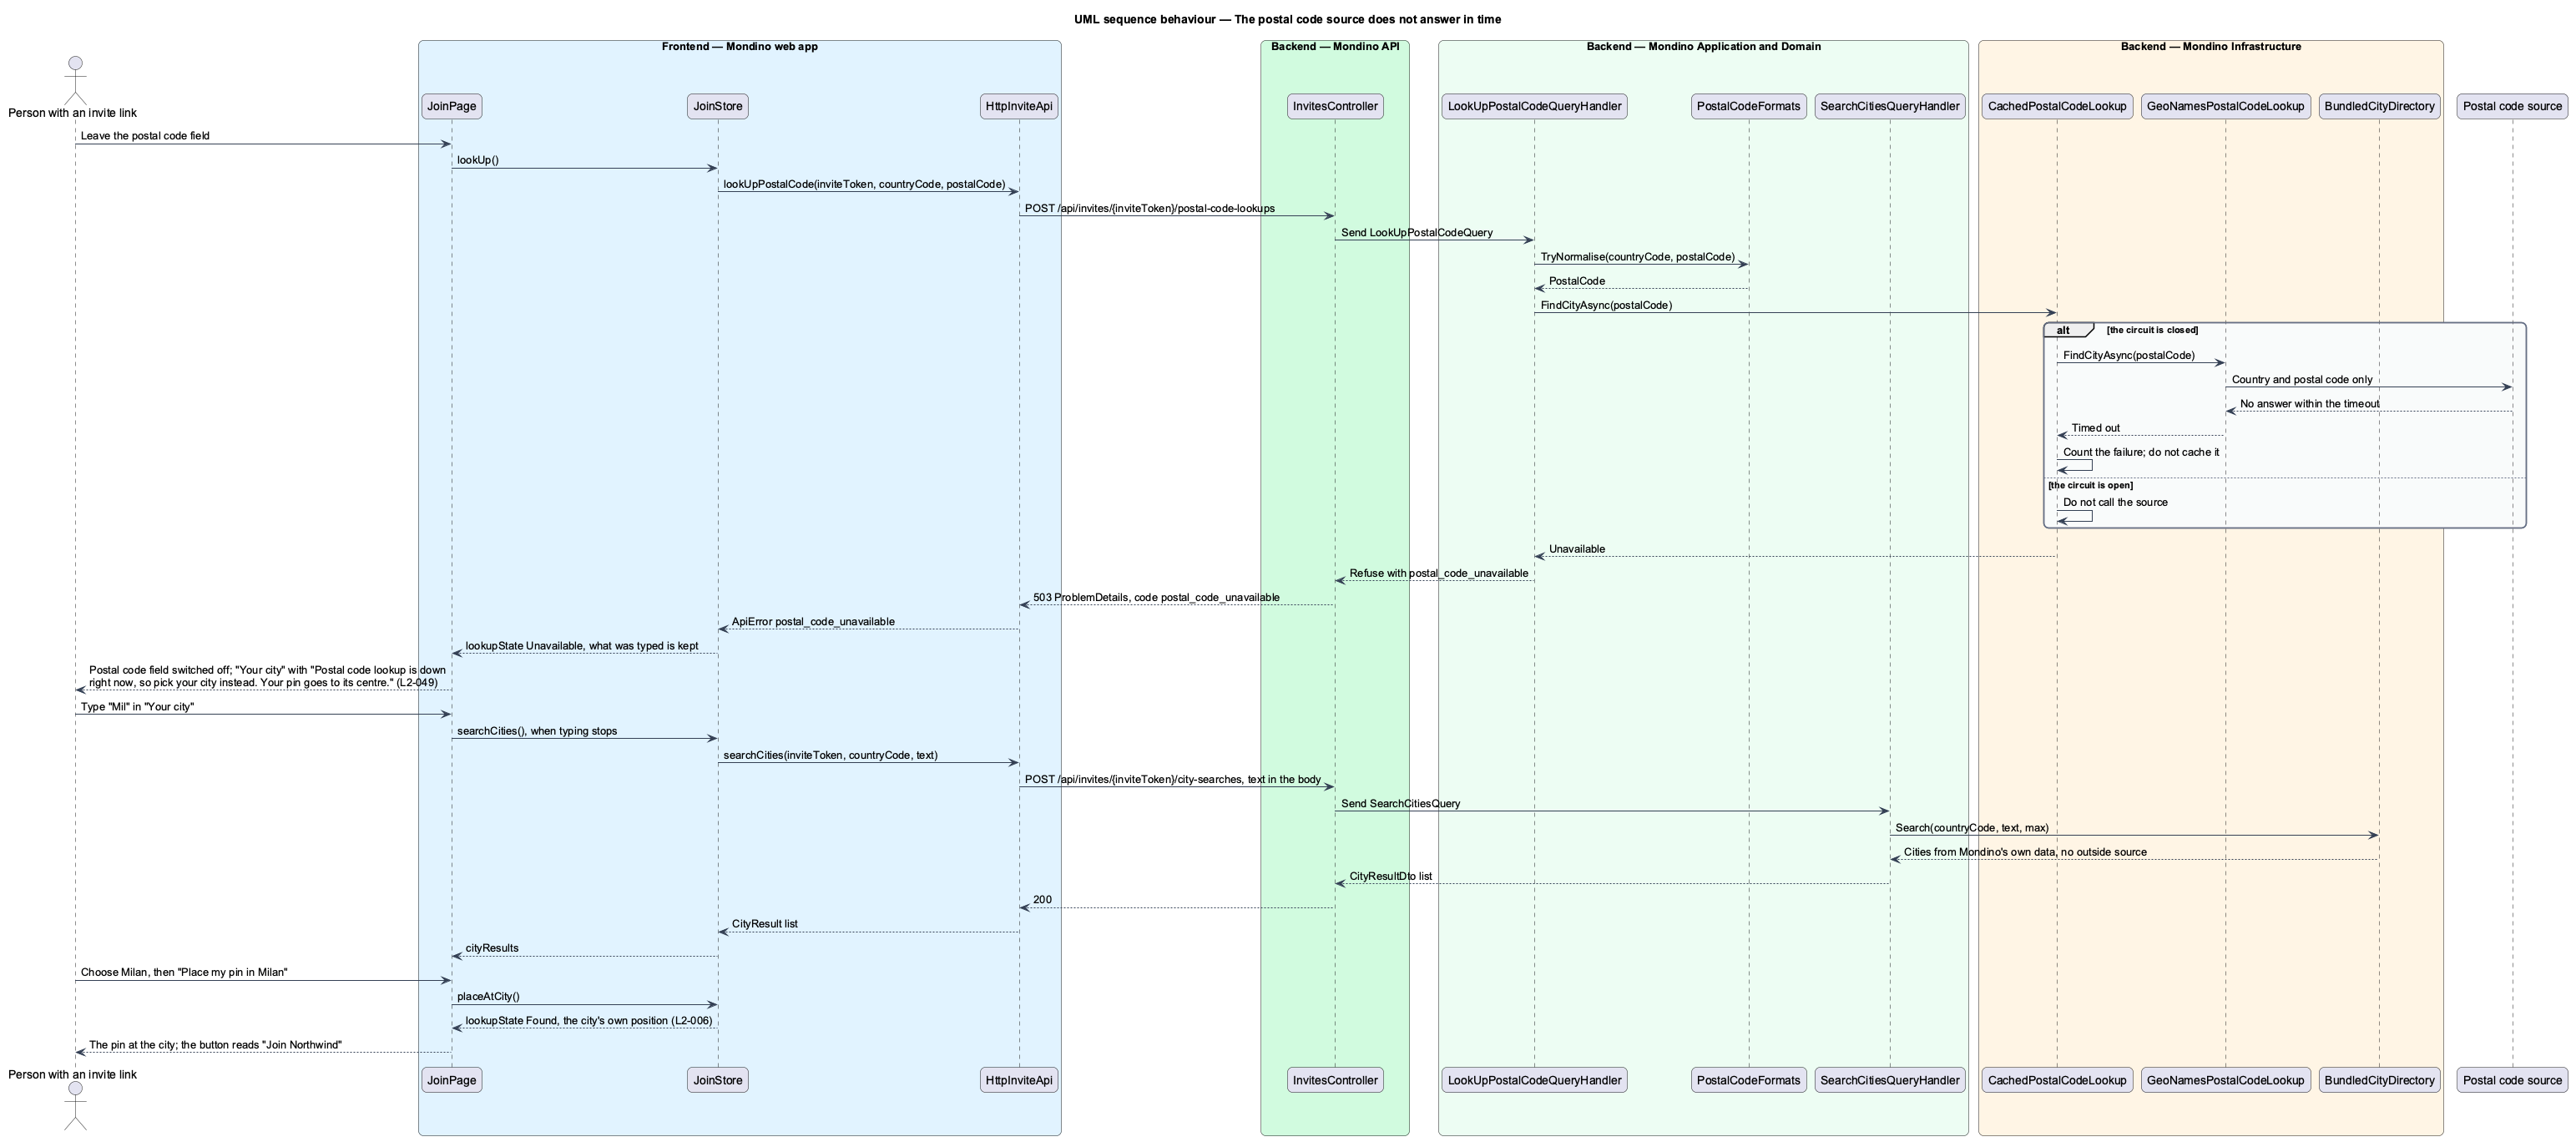 UML sequence behaviour — The postal code source does not answer in time
Frontend — Mondino web app
Backend — Mondino API
Backend — Mondino Application and Domain
Backend — Mondino Infrastructure
Person with an invite link
JoinPage
JoinStore
HttpInviteApi
InvitesController
LookUpPostalCodeQueryHandler
PostalCodeFormats
SearchCitiesQueryHandler
CachedPostalCodeLookup
GeoNamesPostalCodeLookup
BundledCityDirectory
Postal code source
Leave the postal code field
lookUp()
lookUpPostalCode(inviteToken, countryCode, postalCode)
POST /api/invites/{inviteToken}/postal-code-lookups
Send LookUpPostalCodeQuery
TryNormalise(countryCode, postalCode)
PostalCode
FindCityAsync(postalCode)
alt
[the circuit is closed]
FindCityAsync(postalCode)
Country and postal code only
No answer within the timeout
Timed out
Count the failure; do not cache it
[the circuit is open]
Do not call the source
Unavailable
Refuse with postal_code_unavailable
503 ProblemDetails, code postal_code_unavailable
ApiError postal_code_unavailable
lookupState Unavailable, what was typed is kept
Postal code field switched off; "Your city" with "Postal code lookup is down
right now, so pick your city instead. Your pin goes to its centre." (L2-049)
Type "Mil" in "Your city"
searchCities(), when typing stops
searchCities(inviteToken, countryCode, text)
POST /api/invites/{inviteToken}/city-searches, text in the body
Send SearchCitiesQuery
Search(countryCode, text, max)
Cities from Mondino's own data, no outside source
CityResultDto list
200
CityResult list
cityResults
Choose Milan, then "Place my pin in Milan"
placeAtCity()
lookupState Found, the city's own position (L2-006)
The pin at the city; the button reads "Join Northwind"
Person with an invite link
JoinPage
JoinStore
HttpInviteApi
InvitesController
LookUpPostalCodeQueryHandler
PostalCodeFormats
SearchCitiesQueryHandler
CachedPostalCodeLookup
GeoNamesPostalCodeLookup
BundledCityDirectory
Postal code source